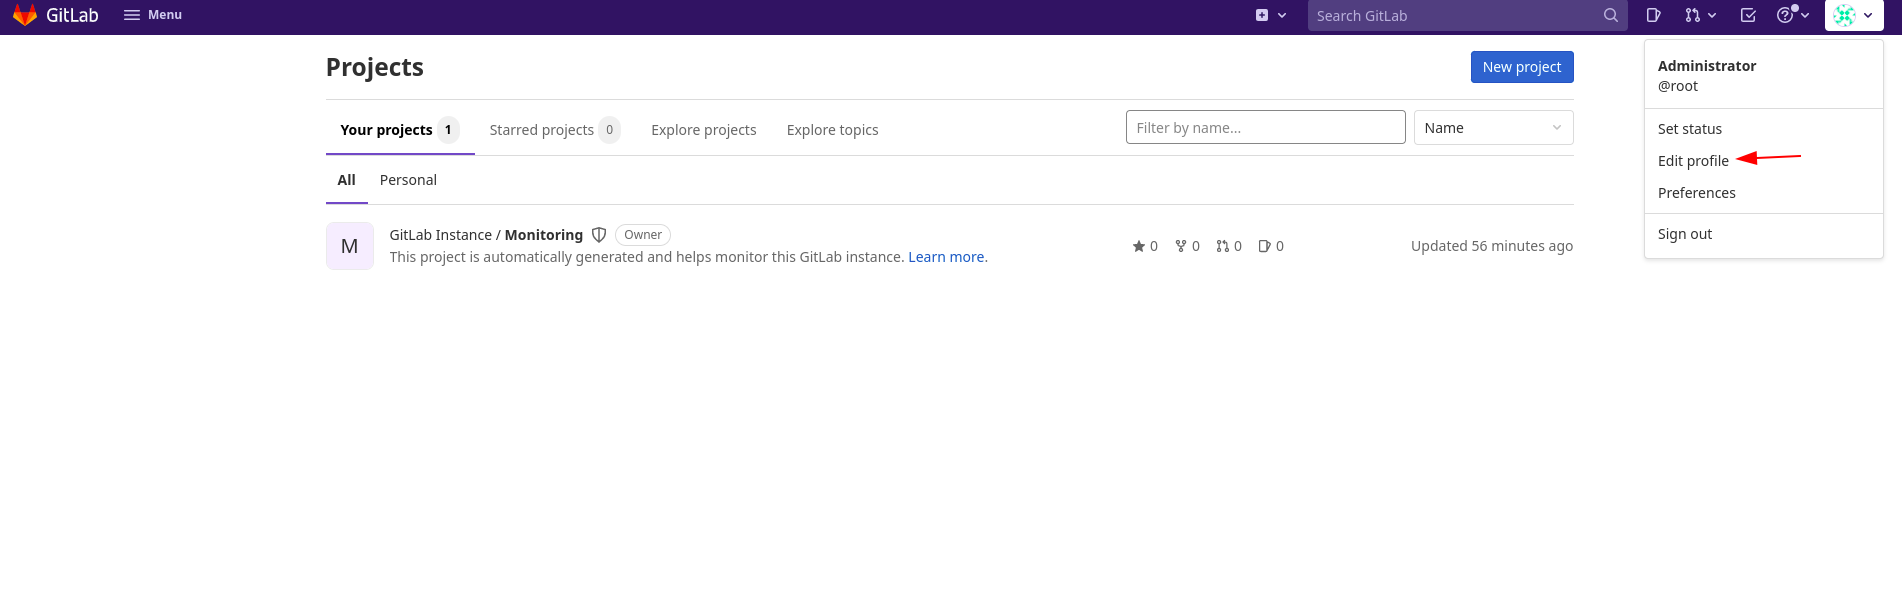 GitLab Menu Search GitLab
Projects New project
Administrator
@root
Your projects 1 Starred projects 0 Explore projects Explore topics Filter by name... Name
Set status
Edit profile
Preferences
Sign out
All Personal
M GitLab Instance / Monitoring Owner
This project is automatically generated and helps monitor this GitLab instance. Learn more.
0 0 0 0 Updated 56 minutes ago